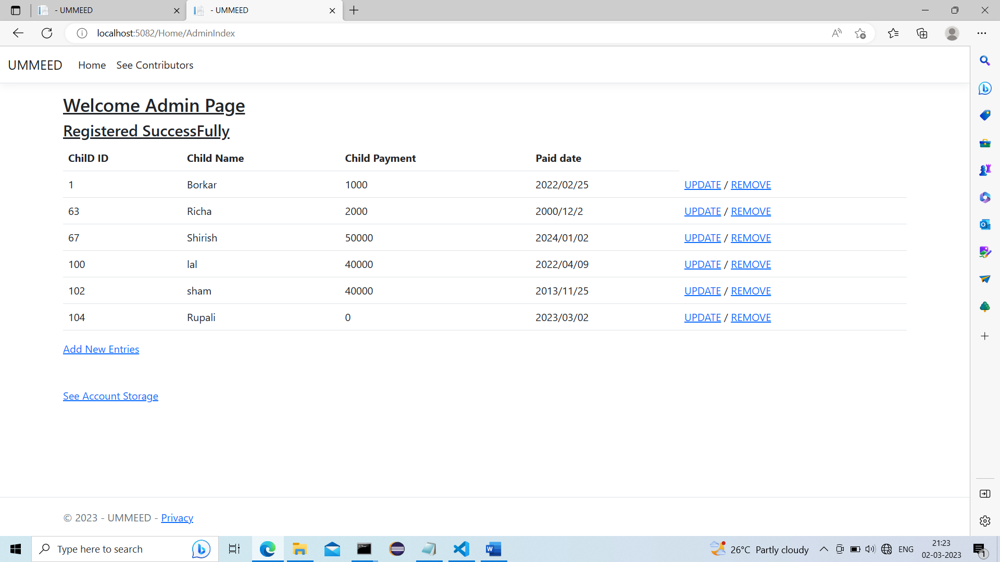 - UMMEED
- UMMEED
localhost:5082/Home/AdminIndex
UMMEED Home See Contributors
Welcome Admin Page
Registered SuccessFully
ChilD ID Child Name Child Payment Paid date
1 Borkar 1000 2022/02/25 UPDATE / REMOVE
63 Richa 2000 2000/12/2 UPDATE / REMOVE
67 Shirish 50000 2024/01/02 UPDATE / REMOVE
100 lal 40000 2022/04/09 UPDATE / REMOVE
102 sham 40000 2013/11/25 UPDATE / REMOVE
104 Rupali 0 2023/03/02 UPDATE / REMOVE
Add New Entries
See Account Storage
© 2023 - UMMEED - Privacy
Type here to search
26°C Partly cloudy
ENG
21:23
02-03-2023
1